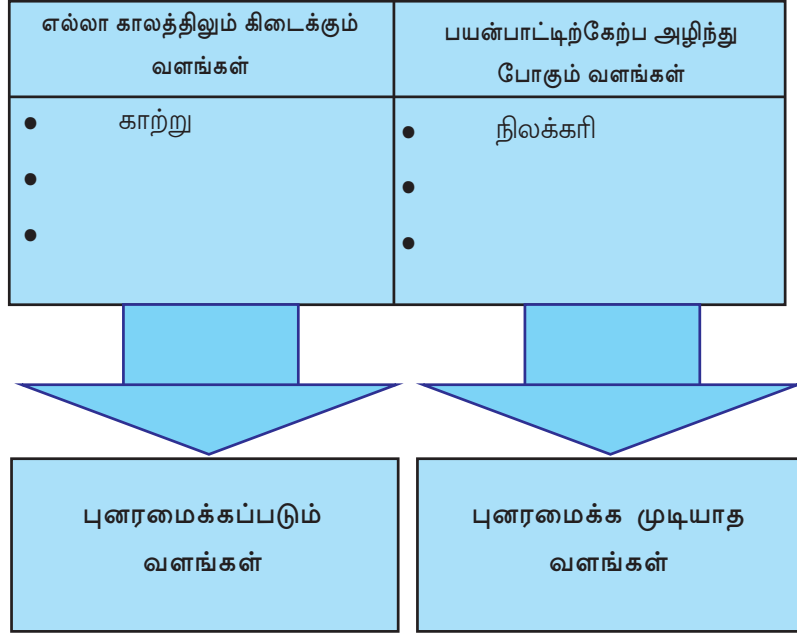 எல்லா காலத்திலும் கிடைக்கும்
வளங்கள்
பயன்பாட்டிற்கேற்ப அழிந்து
போகும் வளங்கள்
• காற்று
•
•
• நிலக்கரி
•
•
புனரமைக்கப்படும்
வளங்கள்
புனரமைக்க முடியாத
வளங்கள்